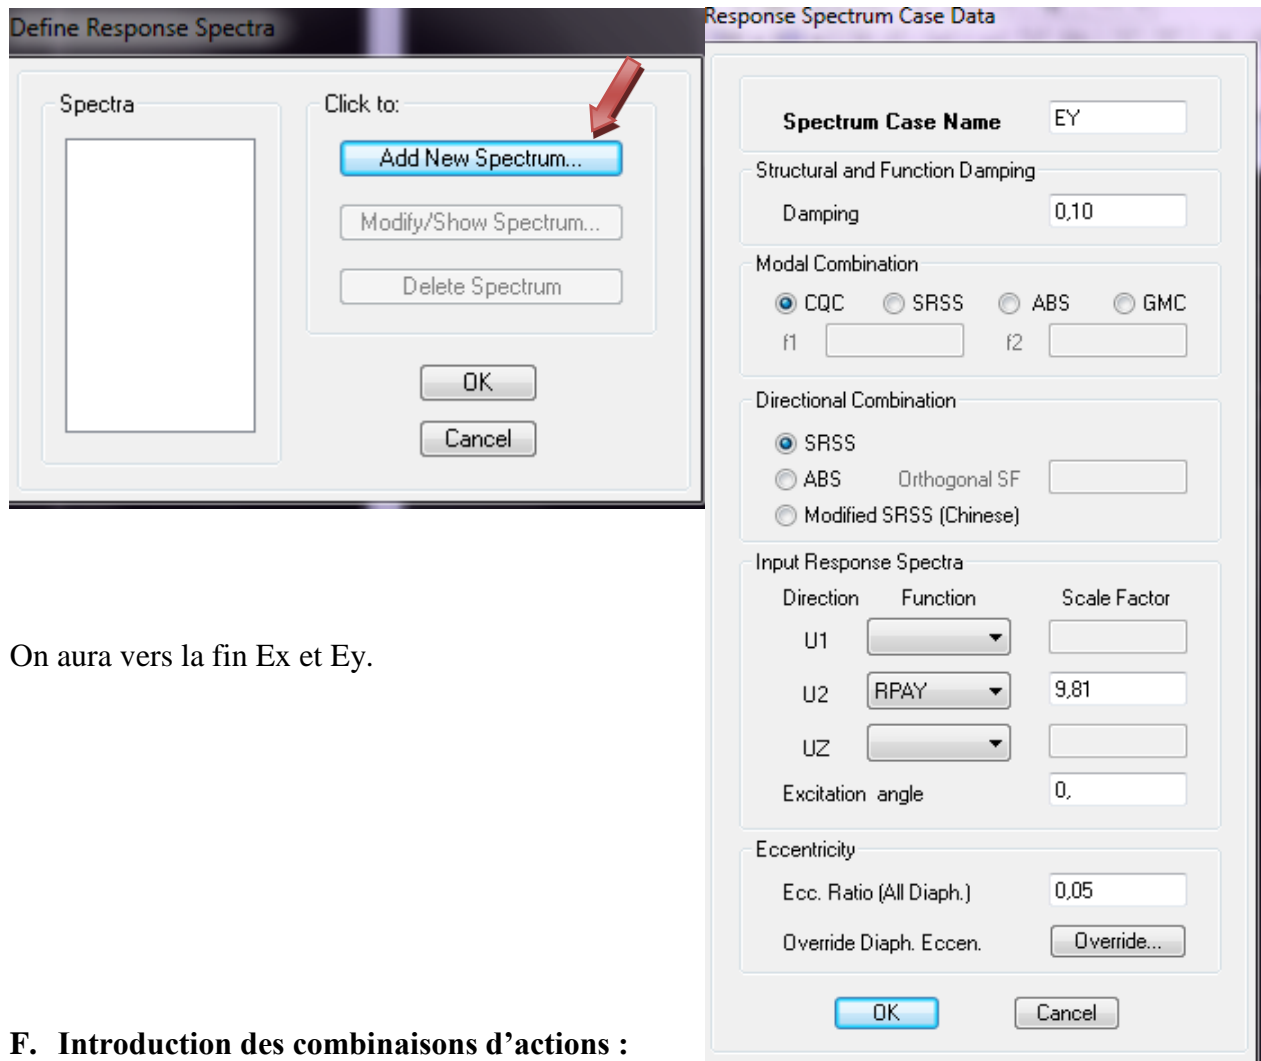 Define Response Spectra
Spectra
Click to:
Add New Spectrum...
Modify/Show Spectrum...
Delete Spectrum
OK
Cancel
Response Spectrum Case Data
Spectrum Case Name EY
Structural and Function Damping
Damping 0,10
Modal Combination
CQC SRSS ABS GMC
f1 f2
Directional Combination
SRSS
ABS Orthogonal SF
Modified SRSS (Chinese)
Input Response Spectra
Direction Function Scale Factor
U1
U2 RPAY 9,81
UZ
Excitation angle 0,
Eccentricity
Ecc. Ratio (All Diaph.) 0,05
Override Diaph. Eccen. Override...
OK Cancel
On aura vers la fin Ex et Ey.
F. Introduction des combinaisons d’actions :